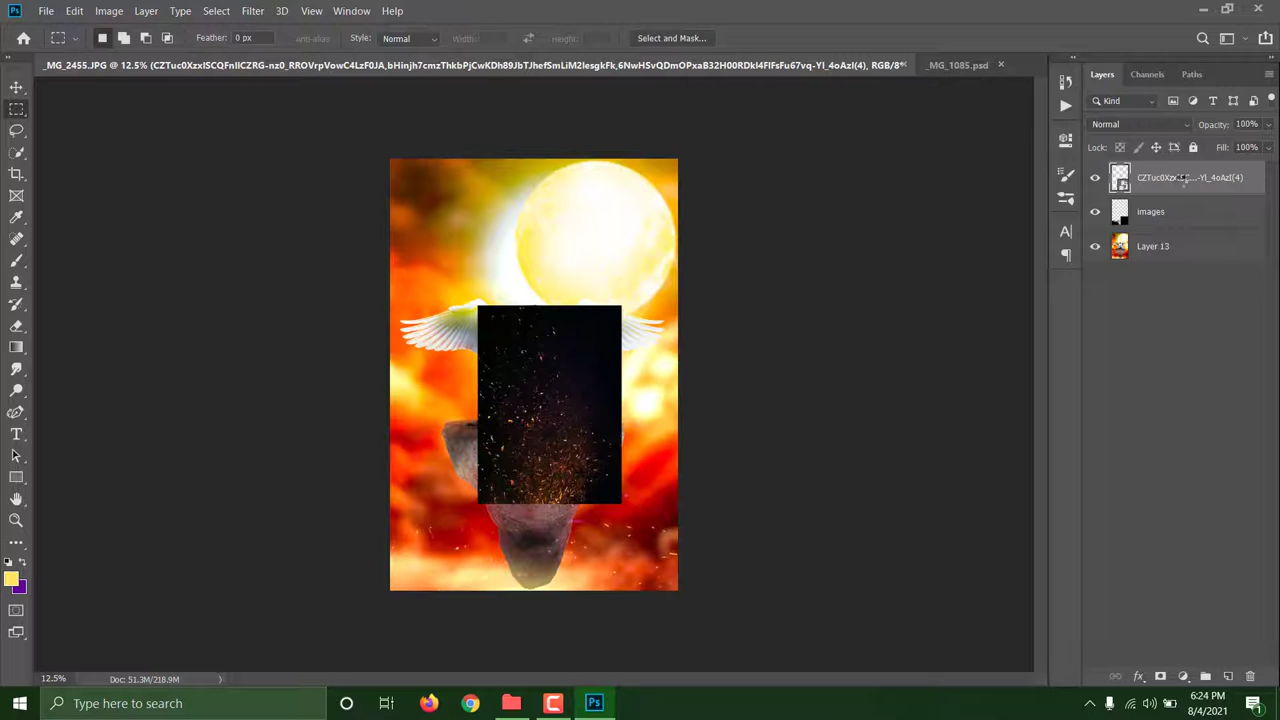 File Edit Image Layer Type Select Filter 3D View Window Help
Feather: 0 px anti-alias Style: Normal Width: Height: Select and Mask...
_MG_1085.psd
Layers Channels Paths
Kind
Normal Opacity: 100%
Lock: Fill: 100%
images
Layer 13
12.5% Doc: 51.3M/218.9M
Type here to search
6:24 PM
8/4/2021